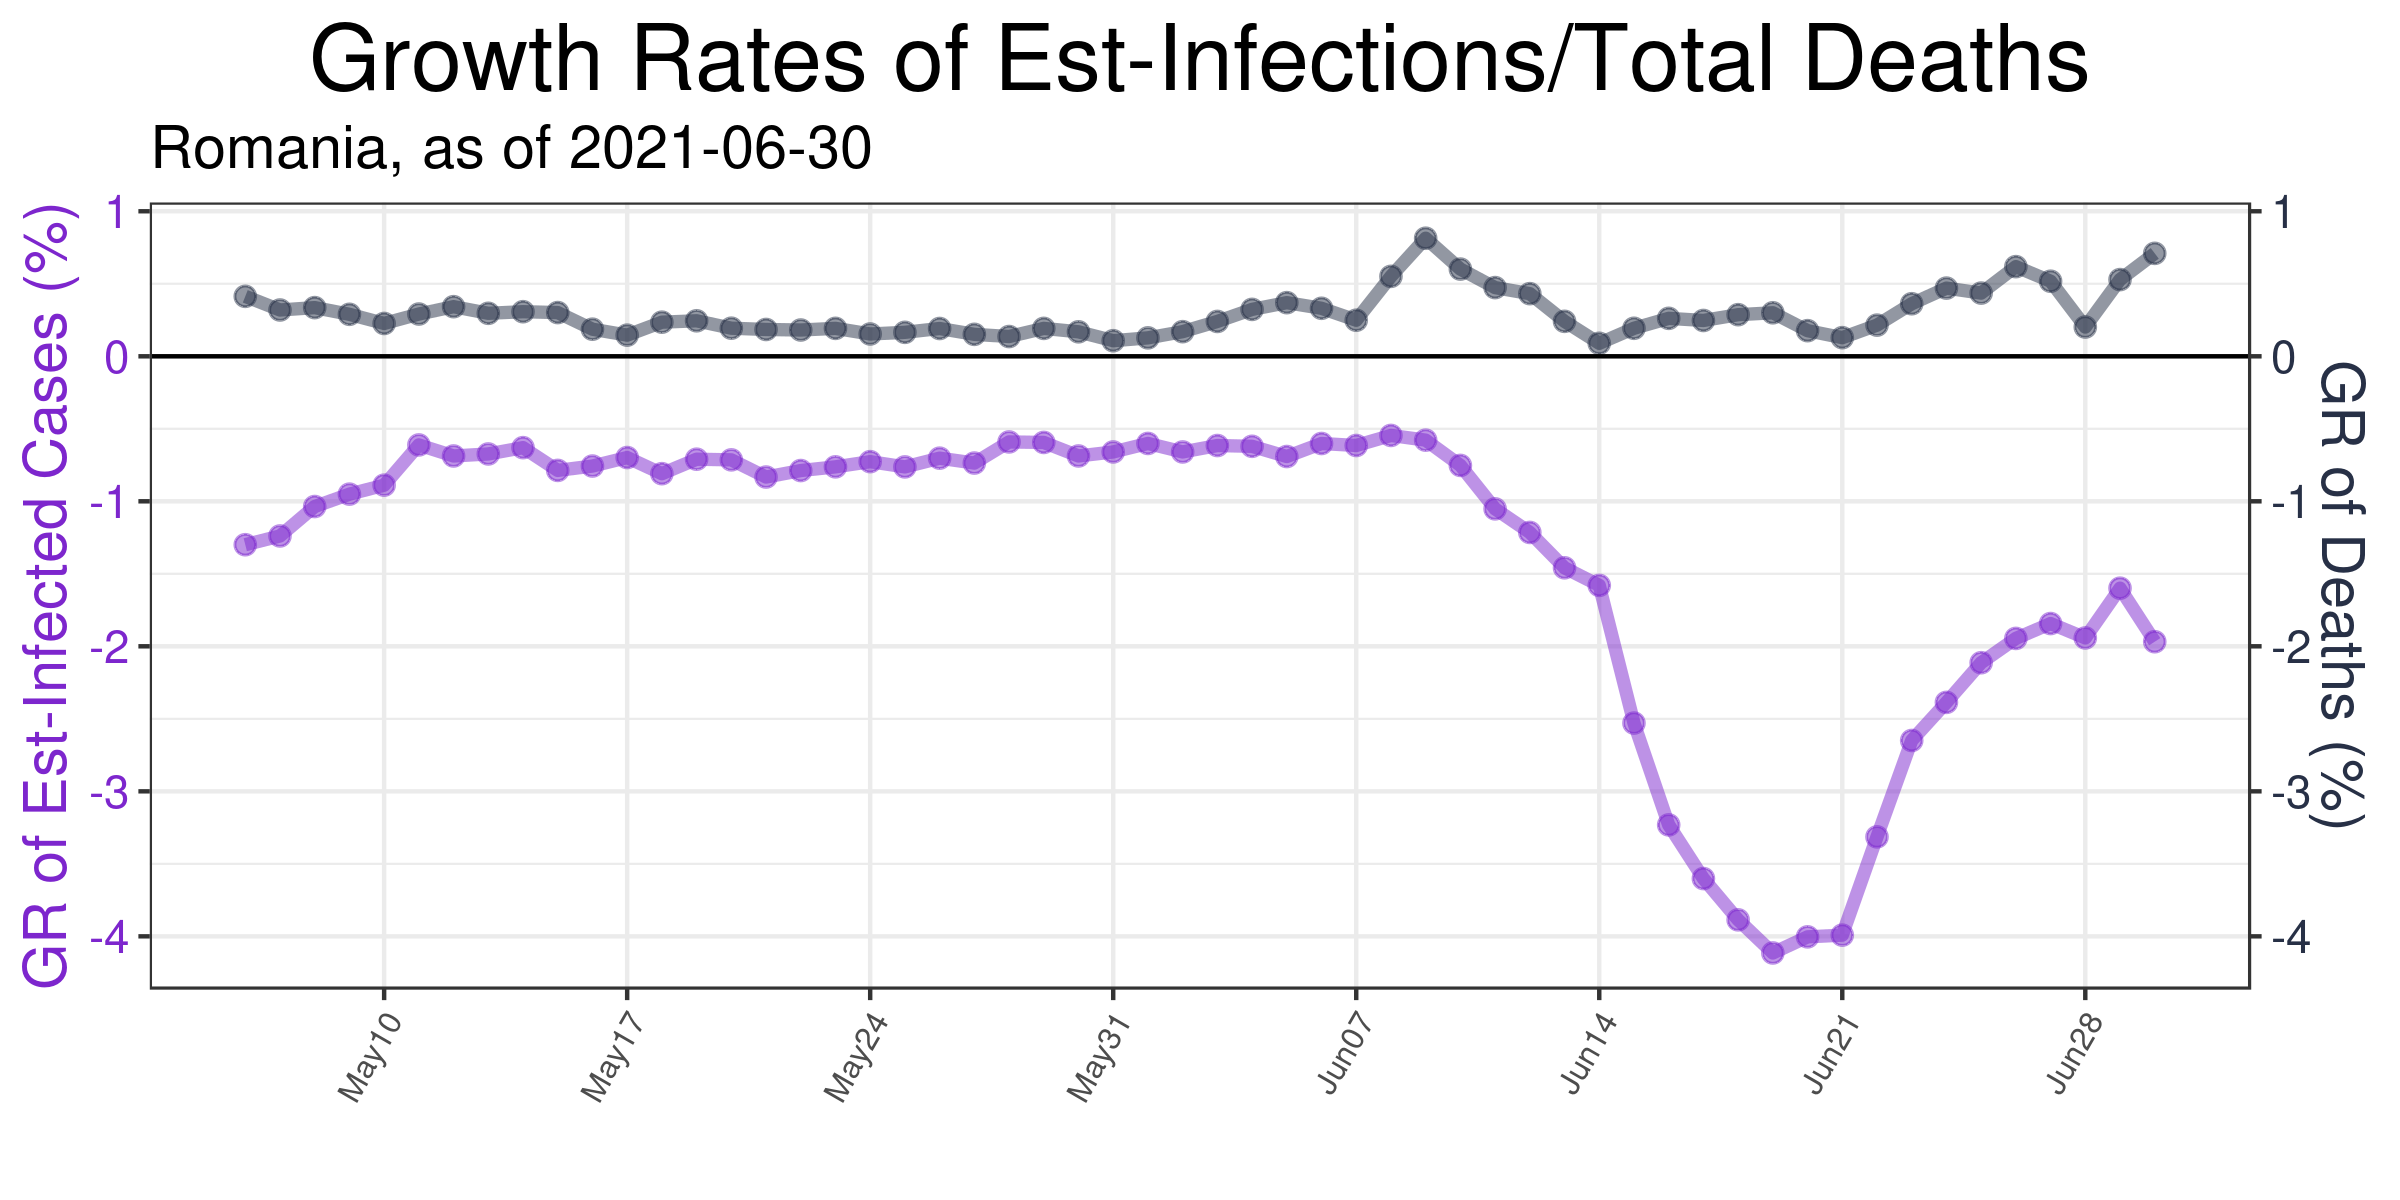 Growth Rates of Est-Infections/Total Deaths
Romania, as of 2021-06-30
GR of Est-Infected Cases (%)
1
0
-1
-2
-3
-4
1
0
-1
-2
-3
-4
GR of Deaths (%)
May10
May17
May24
May31
Jun07
Jun14
Jun21
Jun28